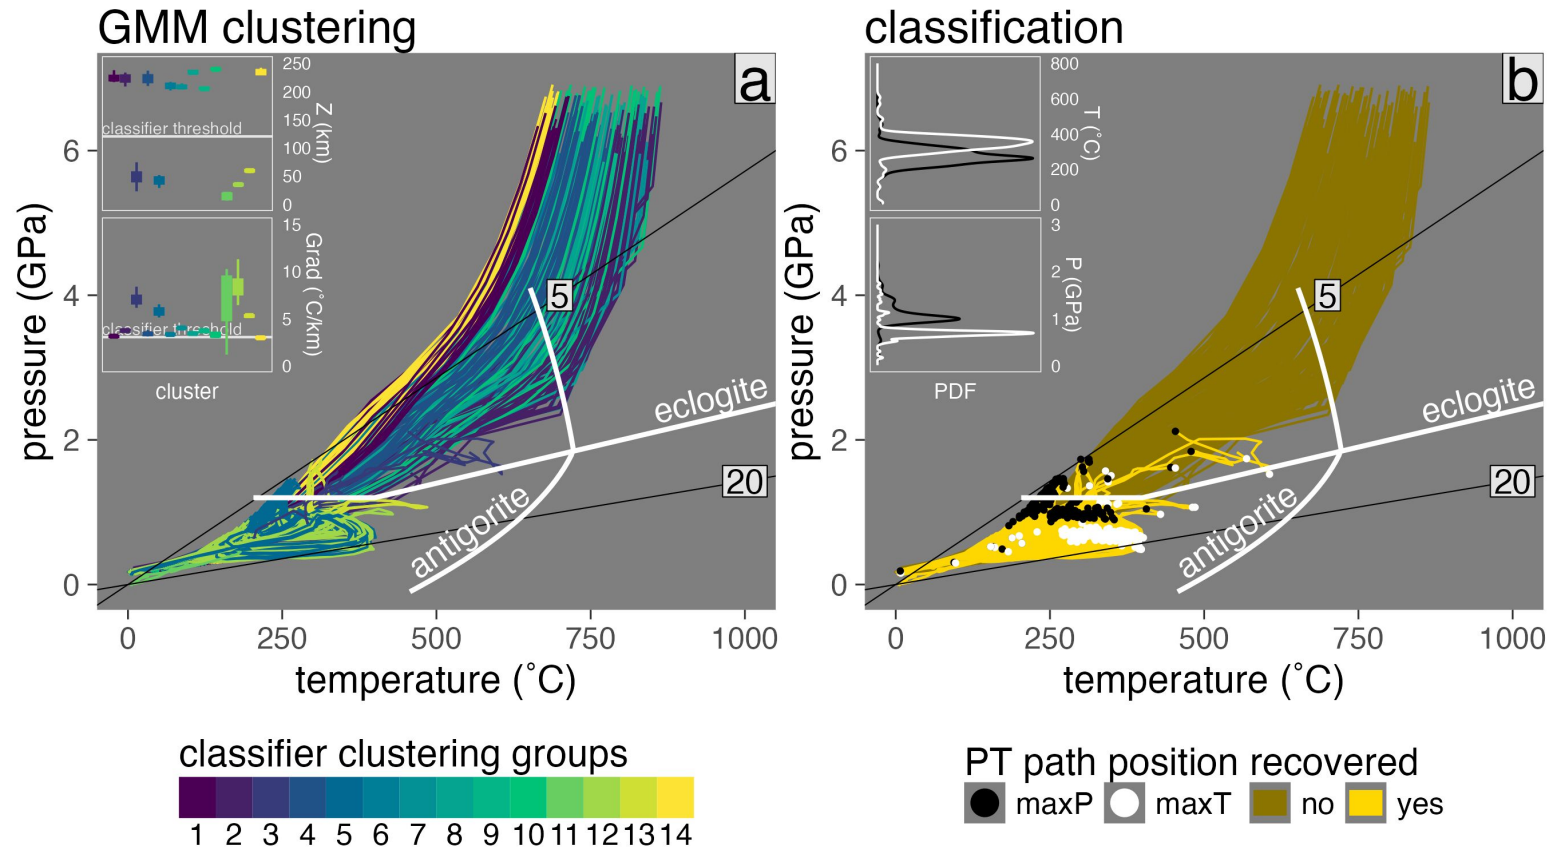 GMM clustering
a
250
200
150
100
50
0
Z (km)
classifier threshold
15
10
5
0
Grad (˚C/km)
classifier threshold
cluster
5
20
eclogite
antigorite
6
4
2
0
pressure (GPa)
0
250
500
750
1000
temperature (˚C)
classifier clustering groups
1 2 3 4 5 6 7 8 9 10 11 12 13 14
classification
b
800
600
400
200
0
T (˚C)
3
2
1
0
P (GPa)
PDF
5
20
eclogite
antigorite
6
4
2
0
pressure (GPa)
0
250
500
750
1000
temperature (˚C)
PT path position recovered
maxP maxT no yes